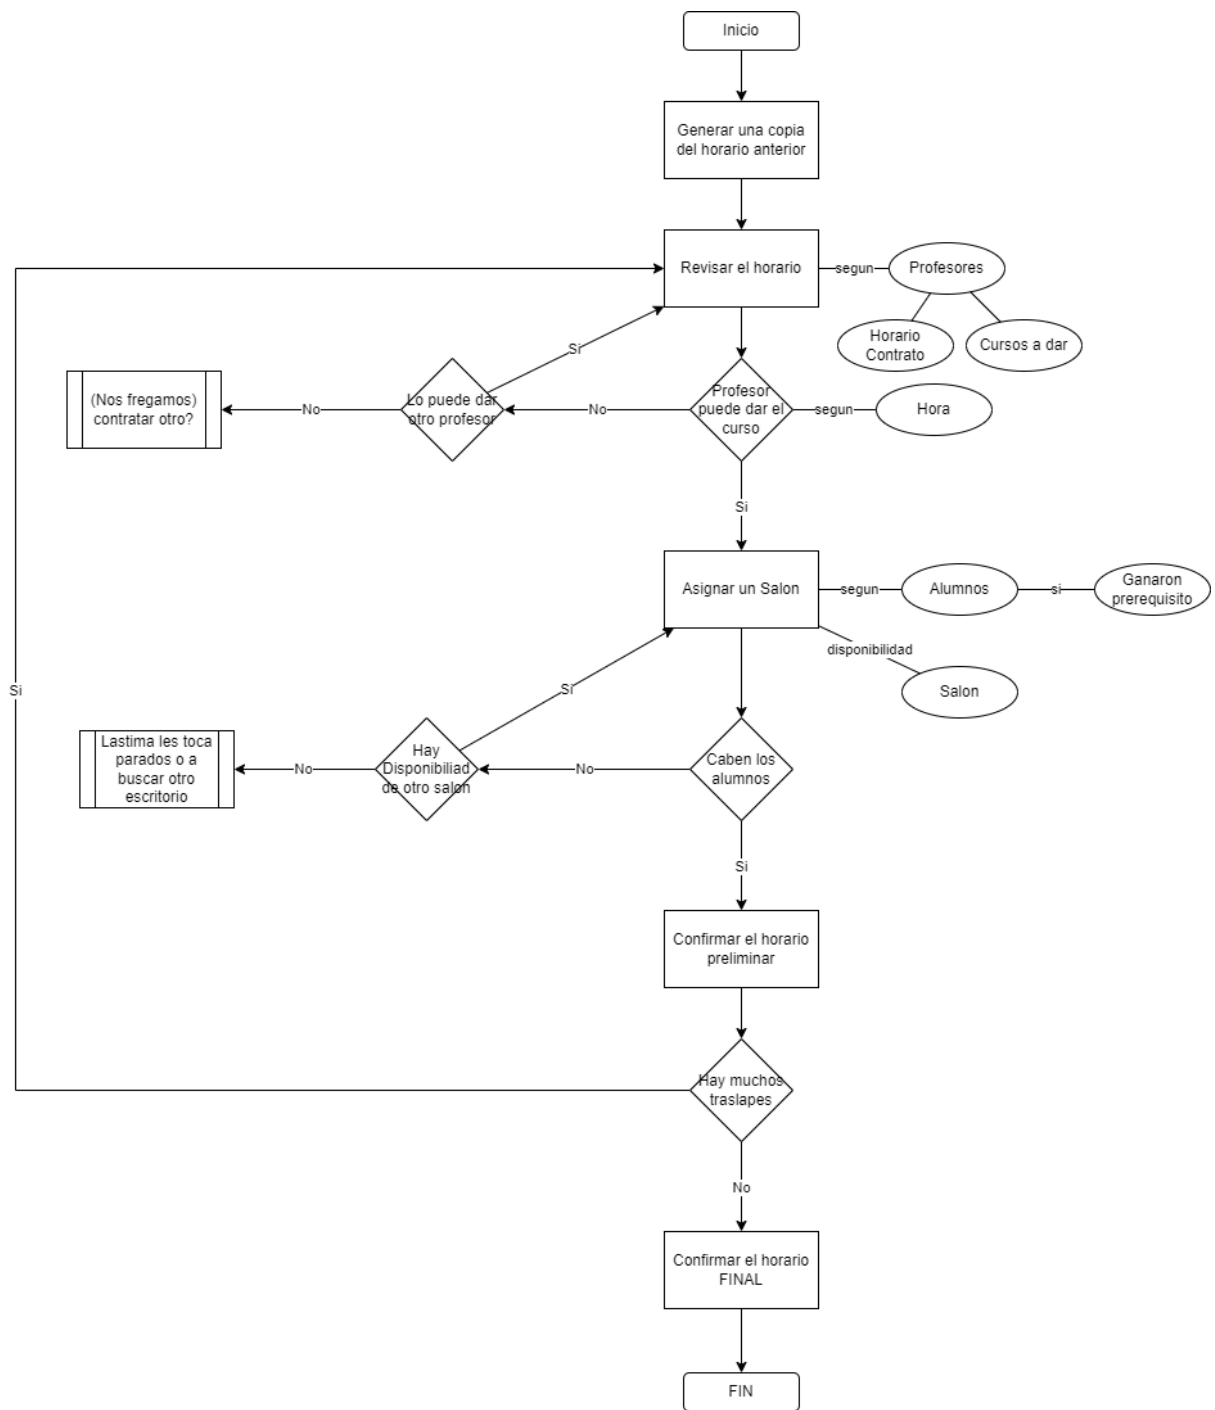 Inicio
Generar una copia
del horario anterior
Revisar el horario
segun
Profesores
Horario
Contrato
Cursos a dar
Si
(Nos fregamos)
contratar otro?
No
Lo puede dar
otro profesor
No
Profesor
puede dar el
curso
segun
Hora
Si
Asignar un Salon
segun
Alumnos
si
Ganaron
prerequisito
disponibilidad
Salon
Si
Si
Lastima les toca
parados o a
buscar otro
escritorio
No
Hay
Disponibiliad
de otro salon
No
Caben los
alumnos
Si
Confirmar el horario
preliminar
Hay muchos
traslapes
No
Confirmar el horario
FINAL
FIN